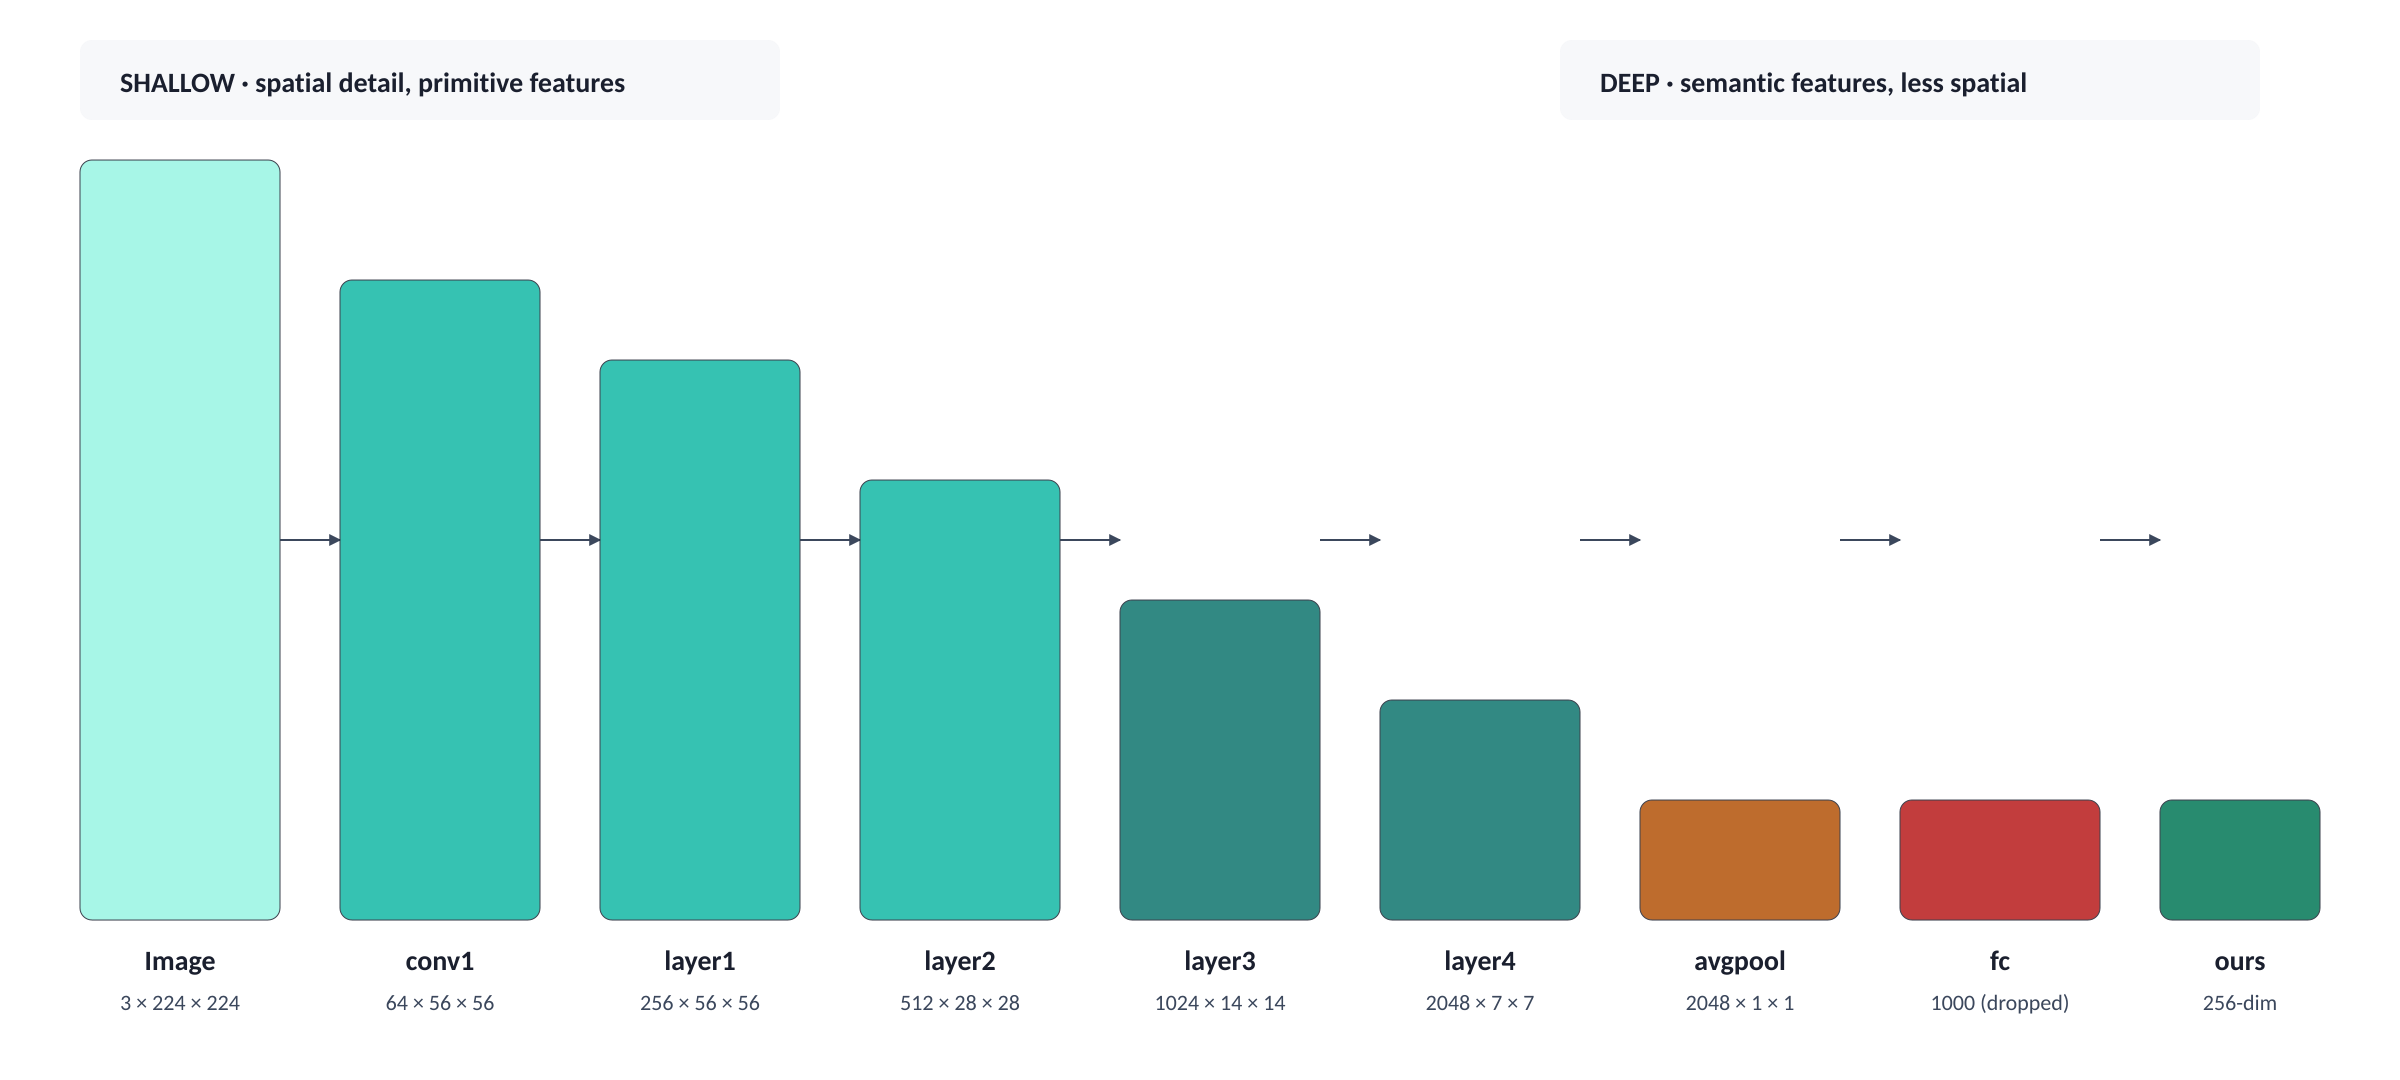 SHALLOW · spatial detail, primitive features
DEEP · semantic features, less spatial
Image
conv1
layer1
layer2
layer3
layer4
avgpool
fc
ours
3 × 224 × 224
64 × 56 × 56
256 × 56 × 56
512 × 28 × 28
1024 × 14 × 14
2048 × 7 × 7
2048 × 1 × 1
1000 (dropped)
256-dim